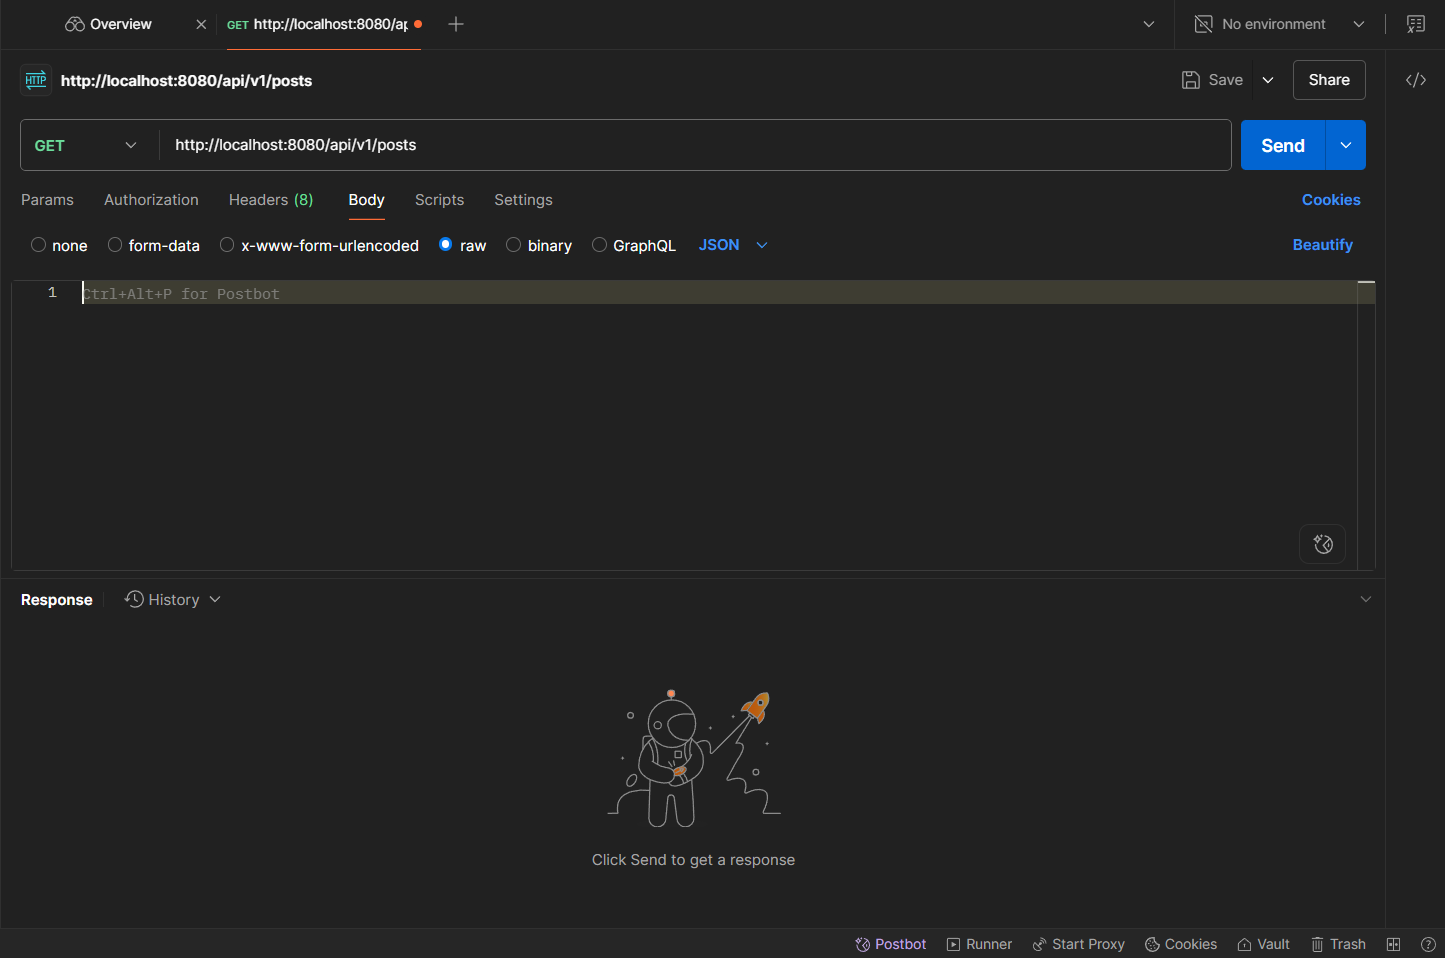 Overview
GET http://localhost:8080/ap
No environment
HTTP http://localhost:8080/api/v1/posts
Save
Share
GET
http://localhost:8080/api/v1/posts
Send
Params
Authorization
Headers (8)
Body
Scripts
Settings
Cookies
none
form-data
x-www-form-urlencoded
raw
binary
GraphQL
JSON
Beautify
1
Ctrl+Alt+P for Postbot
Response
History
Click Send to get a response
Postbot
Runner
Start Proxy
Cookies
Vault
Trash